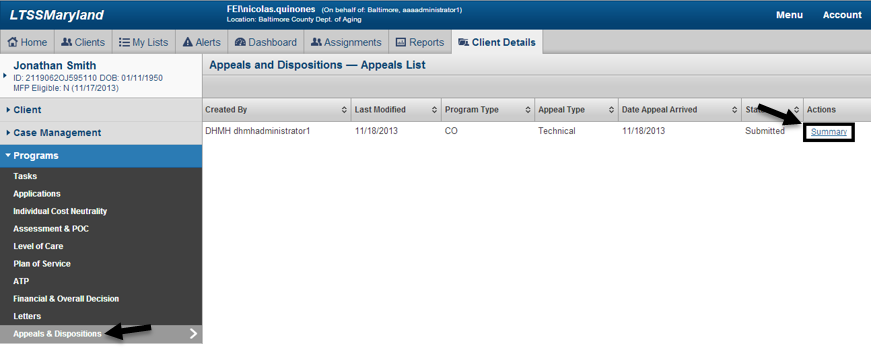 LTSSMaryland
FEI\nicolas.quinones (On behalf of: Baltimore, aaaadministrator1)
Location: Baltimore County Dept. of Aging
Menu Account
Home Clients My Lists Alerts Dashboard Assignments Reports Client Details
Jonathan Smith
ID: 2119062OJ595110 DOB: 01/11/1950
MFP Eligible: N (11/17/2013)
Client
Case Management
Programs
Tasks
Applications
Individual Cost Neutrality
Assessment & POC
Level of Care
Plan of Service
ATP
Financial & Overall Decision
Letters
Appeals & Dispositions
Appeals and Dispositions — Appeals List
Created By Last Modified Program Type Appeal Type Date Appeal Arrived Actions
DHMH dhmhadministrator1 11/18/2013 CO Technical 11/18/2013 Submitted Summary